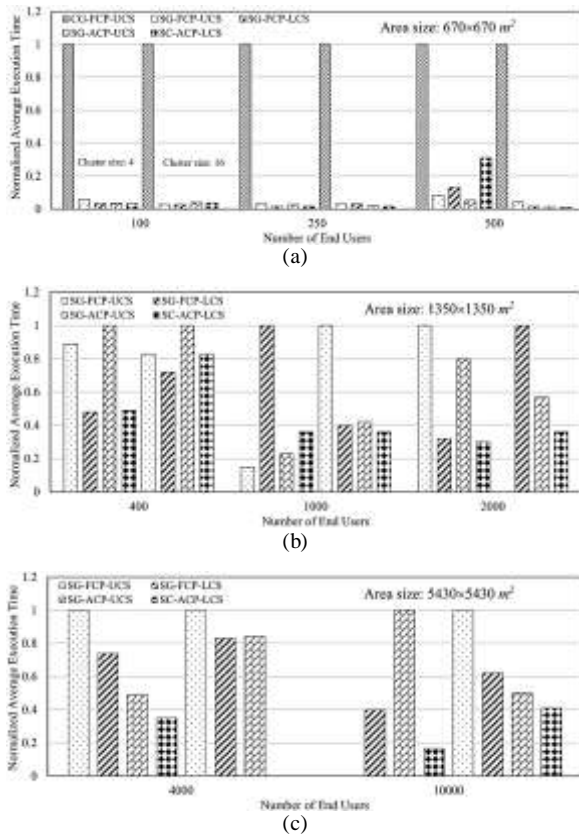 CG-FCP-UCS SG-FCP-UCS SG-FCP-LCS
SG-ACP-UCS SC-ACP-LCS
Area size: 670×670 m²
Normalized Average Execution Time
1.2
1
0.8
0.6
0.4
0.2
0
Cluster size: 4
Cluster size: 16
100
250
500
Number of End Users
(a)
SG-FCP-UCS SG-FCP-LCS
SG-ACP-UCS SC-ACP-LCS
Area size: 1350×1350 m²
Normalized Average Execution Time
1.2
1
0.8
0.6
0.4
0.2
0
400
1000
2000
Number of End Users
(b)
SG-FCP-UCS SG-FCP-LCS
SG-ACP-UCS SC-ACP-LCS
Area size: 5430×5430 m²
Normalized Average Execution Time
1.2
1
0.8
0.6
0.4
0.2
0
4000
10000
Number of End Users
(c)